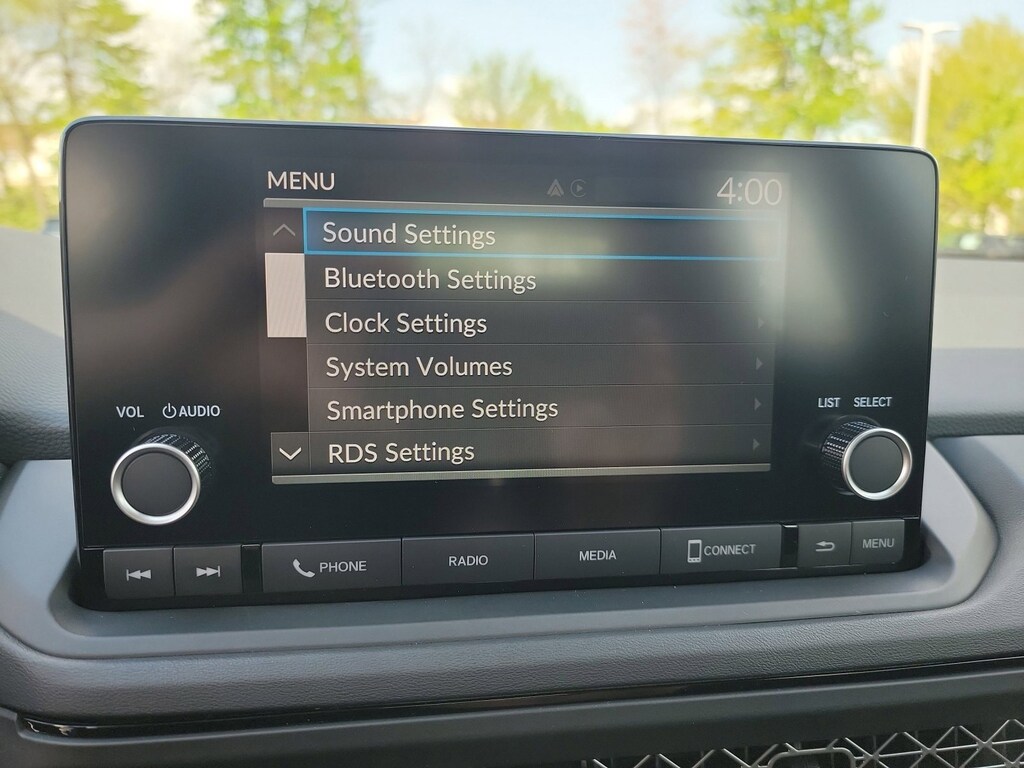 MENU 4:00
Sound Settings
Bluetooth Settings
Clock Settings
System Volumes
Smartphone Settings
RDS Settings
VOL AUDIO
LIST SELECT
PHONE RADIO MEDIA CONNECT MENU